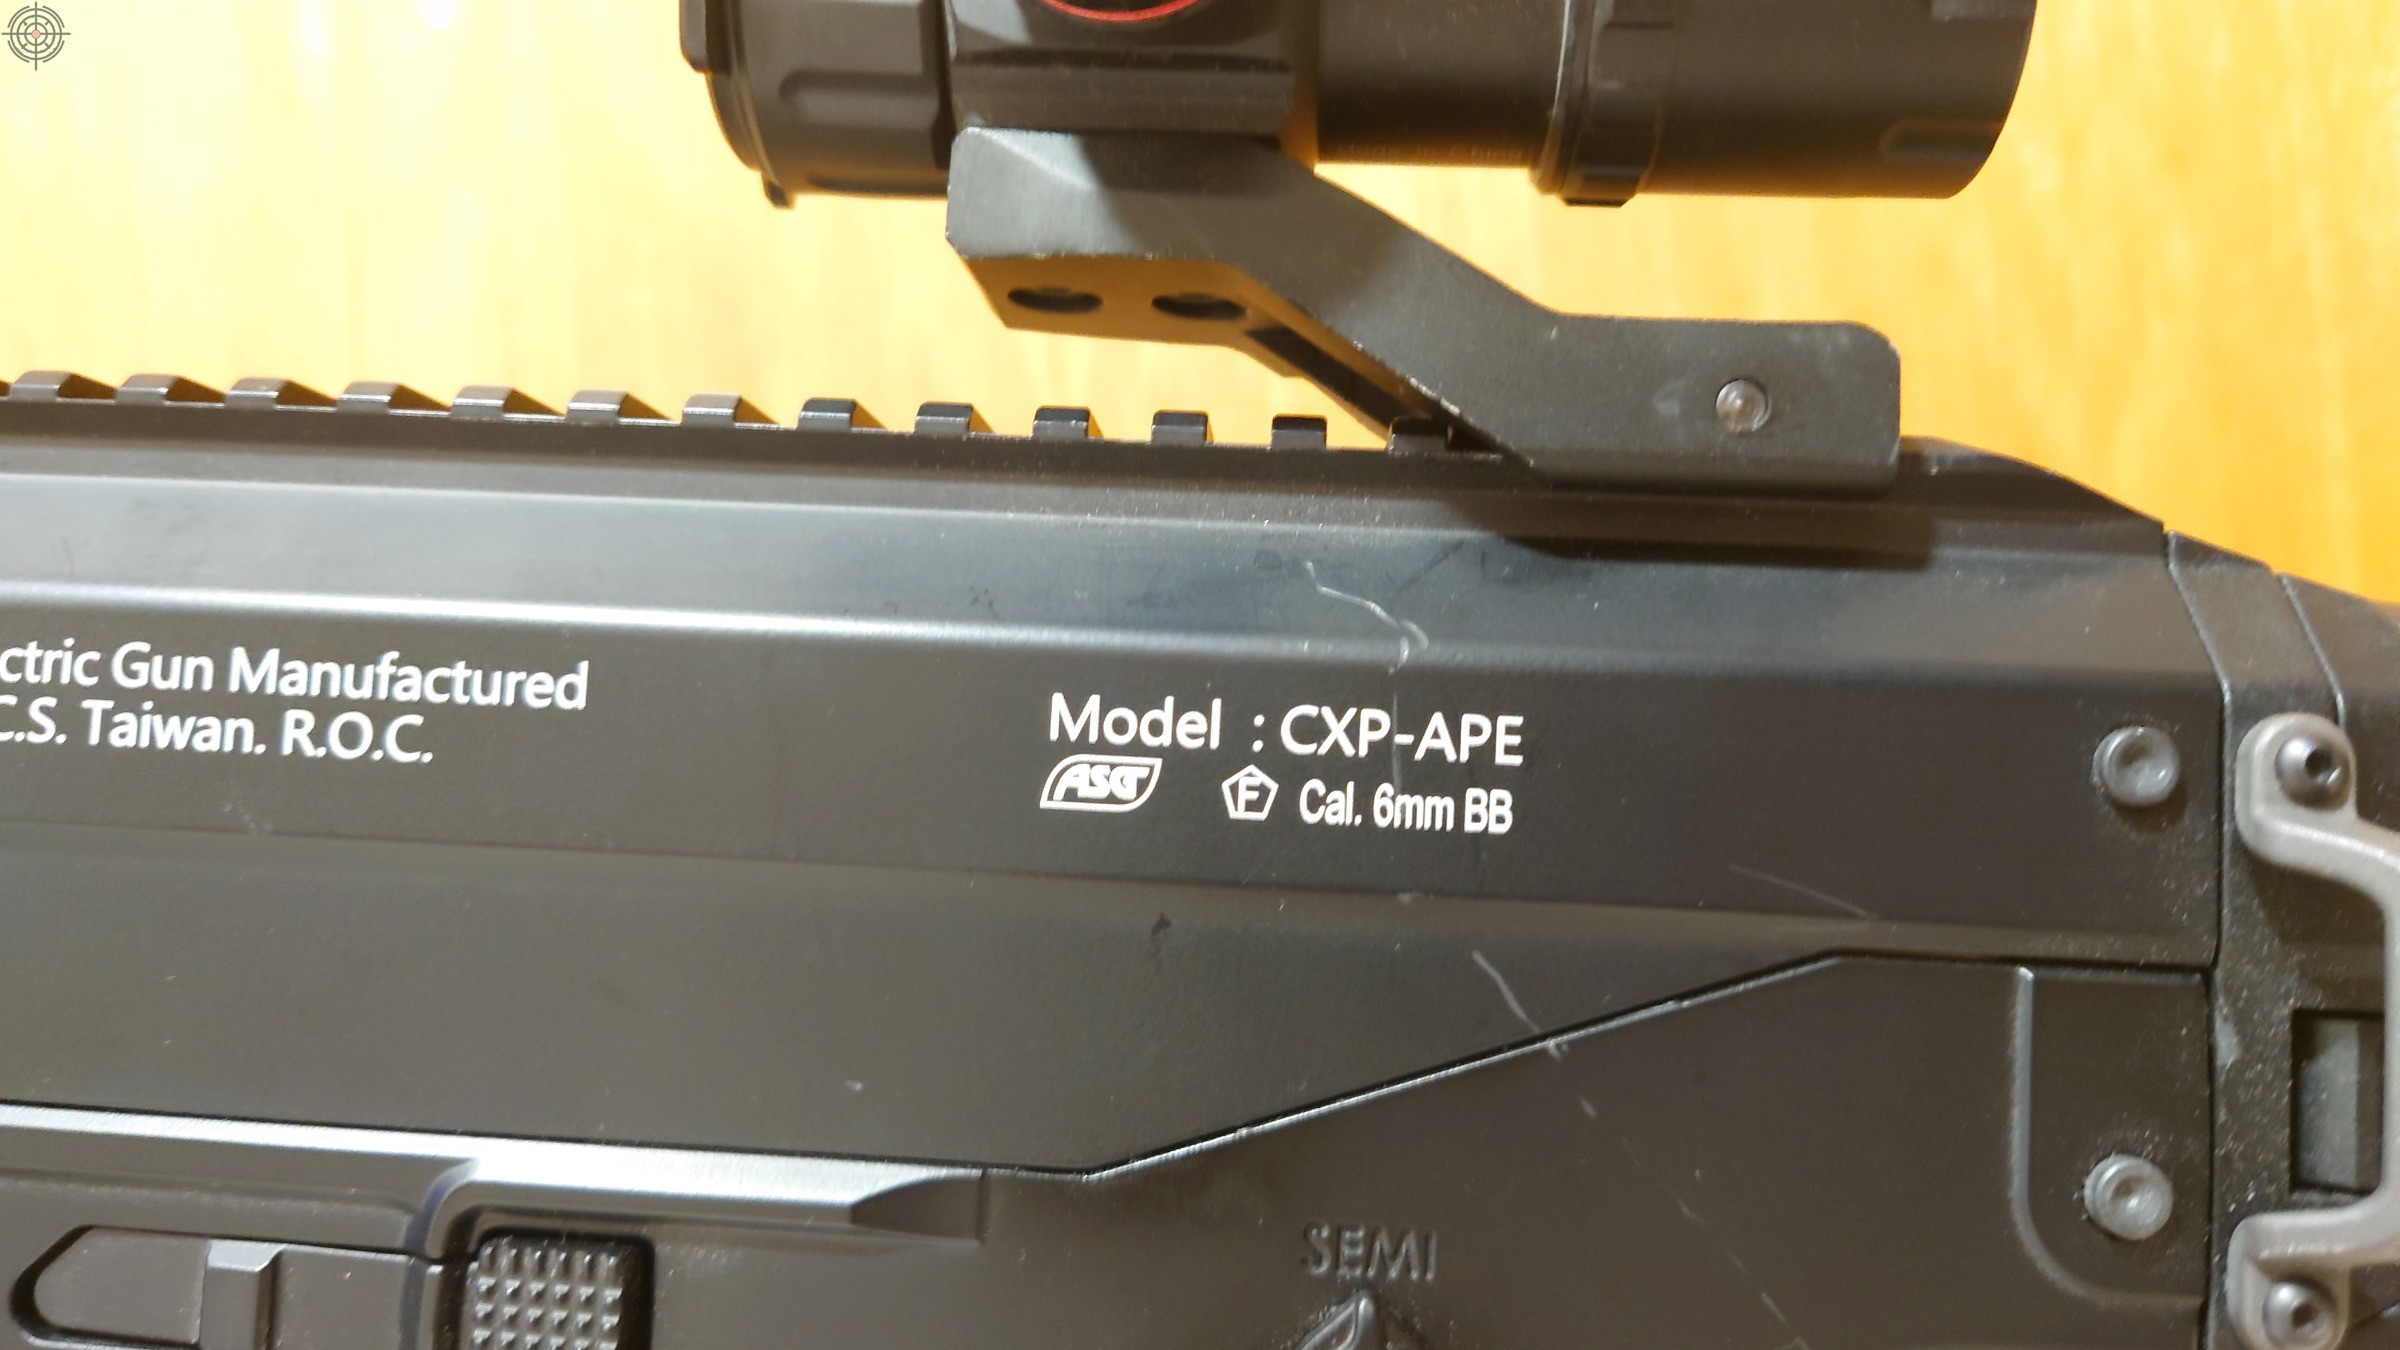 ctric Gun Manufactured
C.S. Taiwan. R.O.C.
Model : CXP-APE
ASG F Cal. 6mm BB
SEMI